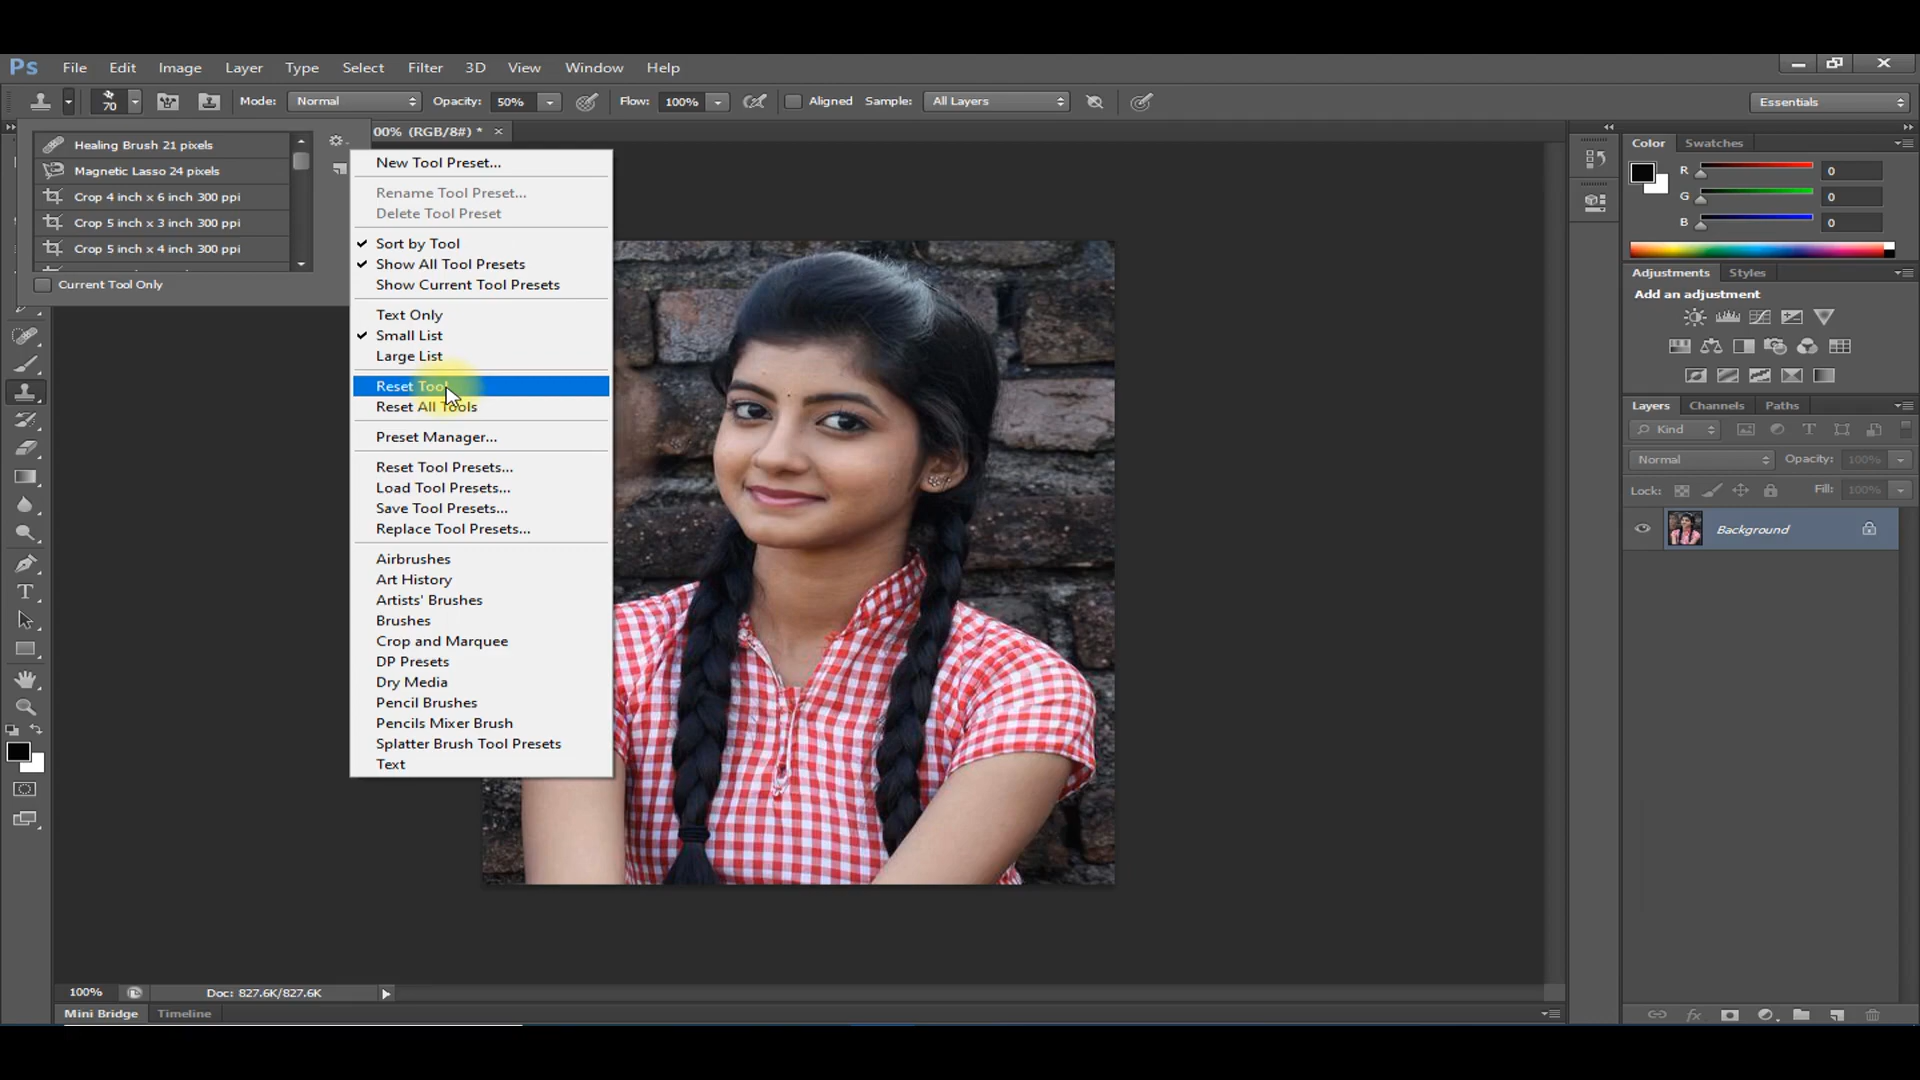 Ps File Edit Image Layer Type Select Filter 3D View Window Help
70 Mode: Normal Opacity: 50% Flow: 100% Aligned Sample: All Layers Essentials
00% (RGB/8#) * ×
Healing Brush 21 pixels
Magnetic Lasso 24 pixels
Crop 4 inch x 6 inch 300 ppi
Crop 5 inch x 3 inch 300 ppi
Crop 5 inch x 4 inch 300 ppi
Current Tool Only
New Tool Preset...
Rename Tool Preset...
Delete Tool Preset
Sort by Tool
Show All Tool Presets
Show Current Tool Presets
Text Only
Small List
Large List
Reset Tool
Reset All Tools
Preset Manager...
Reset Tool Presets...
Load Tool Presets...
Save Tool Presets...
Replace Tool Presets...
Airbrushes
Art History
Artists' Brushes
Brushes
Crop and Marquee
DP Presets
Dry Media
Pencil Brushes
Pencils Mixer Brush
Splatter Brush Tool Presets
Text
Color Swatches
R 0
G 0
B 0
Adjustments Styles
Add an adjustment
Layers Channels Paths
Kind
Normal Opacity: 100%
Lock: Fill: 100%
Background
100% Doc: 827.6K/827.6K
Mini Bridge Timeline